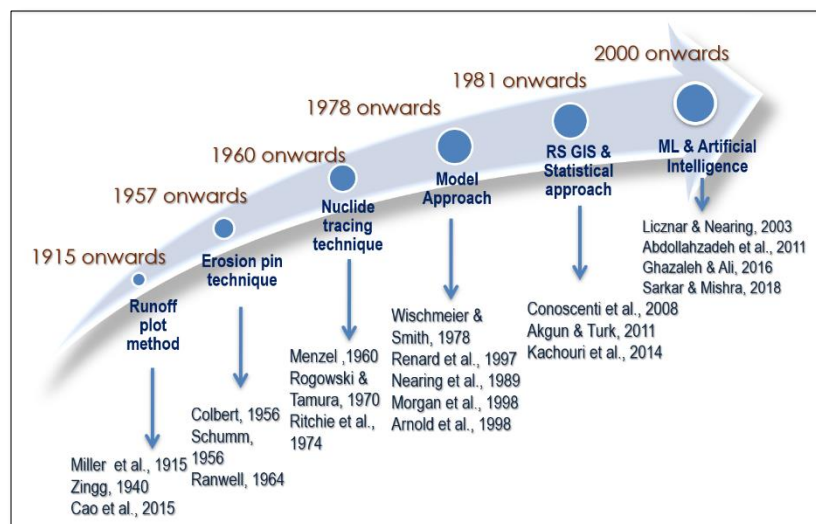 1915 onwards
Runoff
plot
method
Miller et al., 1915
Zingg, 1940
Cao et al., 2015
1957 onwards
Erosion pin
technique
Colbert, 1956
Schumm,
1956
Ranwell, 1964
1960 onwards
Nuclide
tracing
technique
Menzel ,1960
Rogowski &
Tamura, 1970
Ritchie et al.,
1974
1978 onwards
Model
Approach
Wischmeier &
Smith, 1978
Renard et al., 1997
Nearing et al., 1989
Morgan et al., 1998
Arnold et al., 1998
1981 onwards
RS GIS &
Statistical
approach
Conoscenti et al., 2008
Akgun & Turk, 2011
Kachouri et al., 2014
2000 onwards
ML & Artificial
Intelligence
Licznar & Nearing, 2003
Abdollahzadeh et al., 2011
Ghazaleh & Ali, 2016
Sarkar & Mishra, 2018